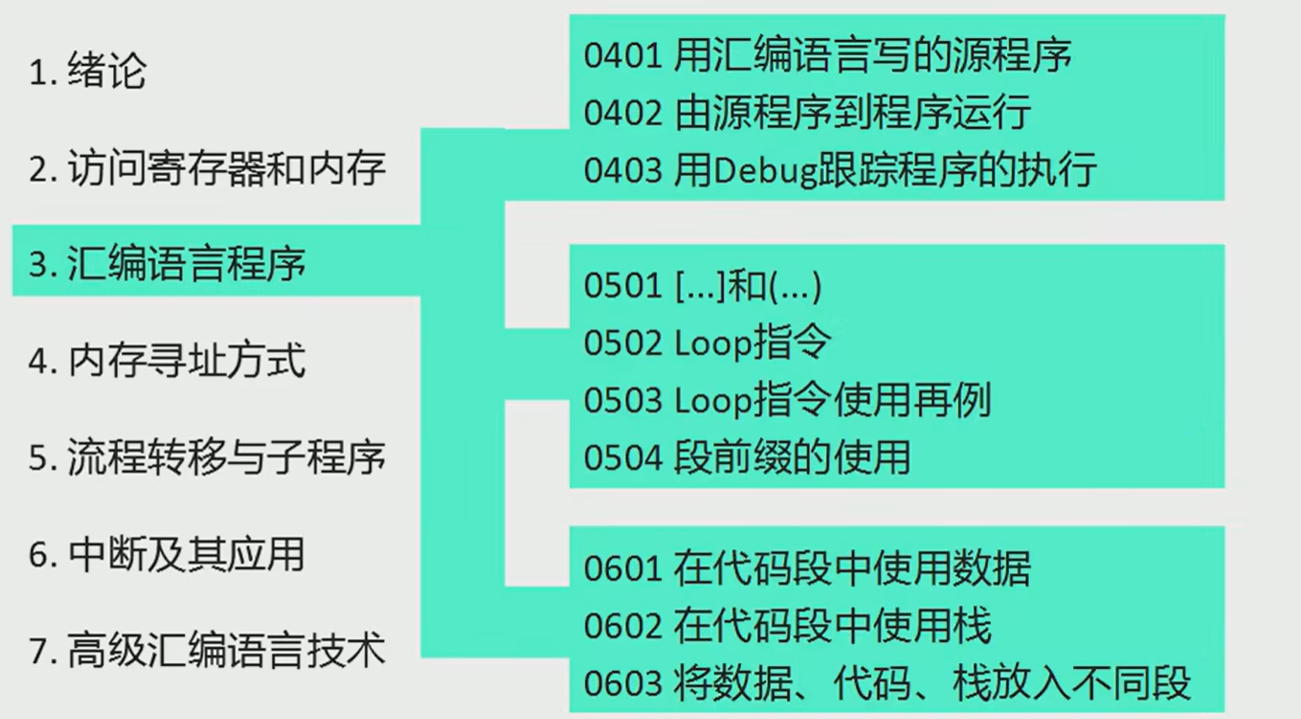 1. 绪论
2. 访问寄存器和内存
3. 汇编语言程序
4. 内存寻址方式
5. 流程转移与子程序
6. 中断及其应用
7. 高级汇编语言技术
0401 用汇编语言写的源程序
0402 由源程序到程序运行
0403 用Debug跟踪程序的执行
0501 [...]和(...)
0502 Loop指令
0503 Loop指令使用再例
0504 段前缀的使用
0601 在代码段中使用数据
0602 在代码段中使用栈
0603 将数据、代码、栈放入不同段